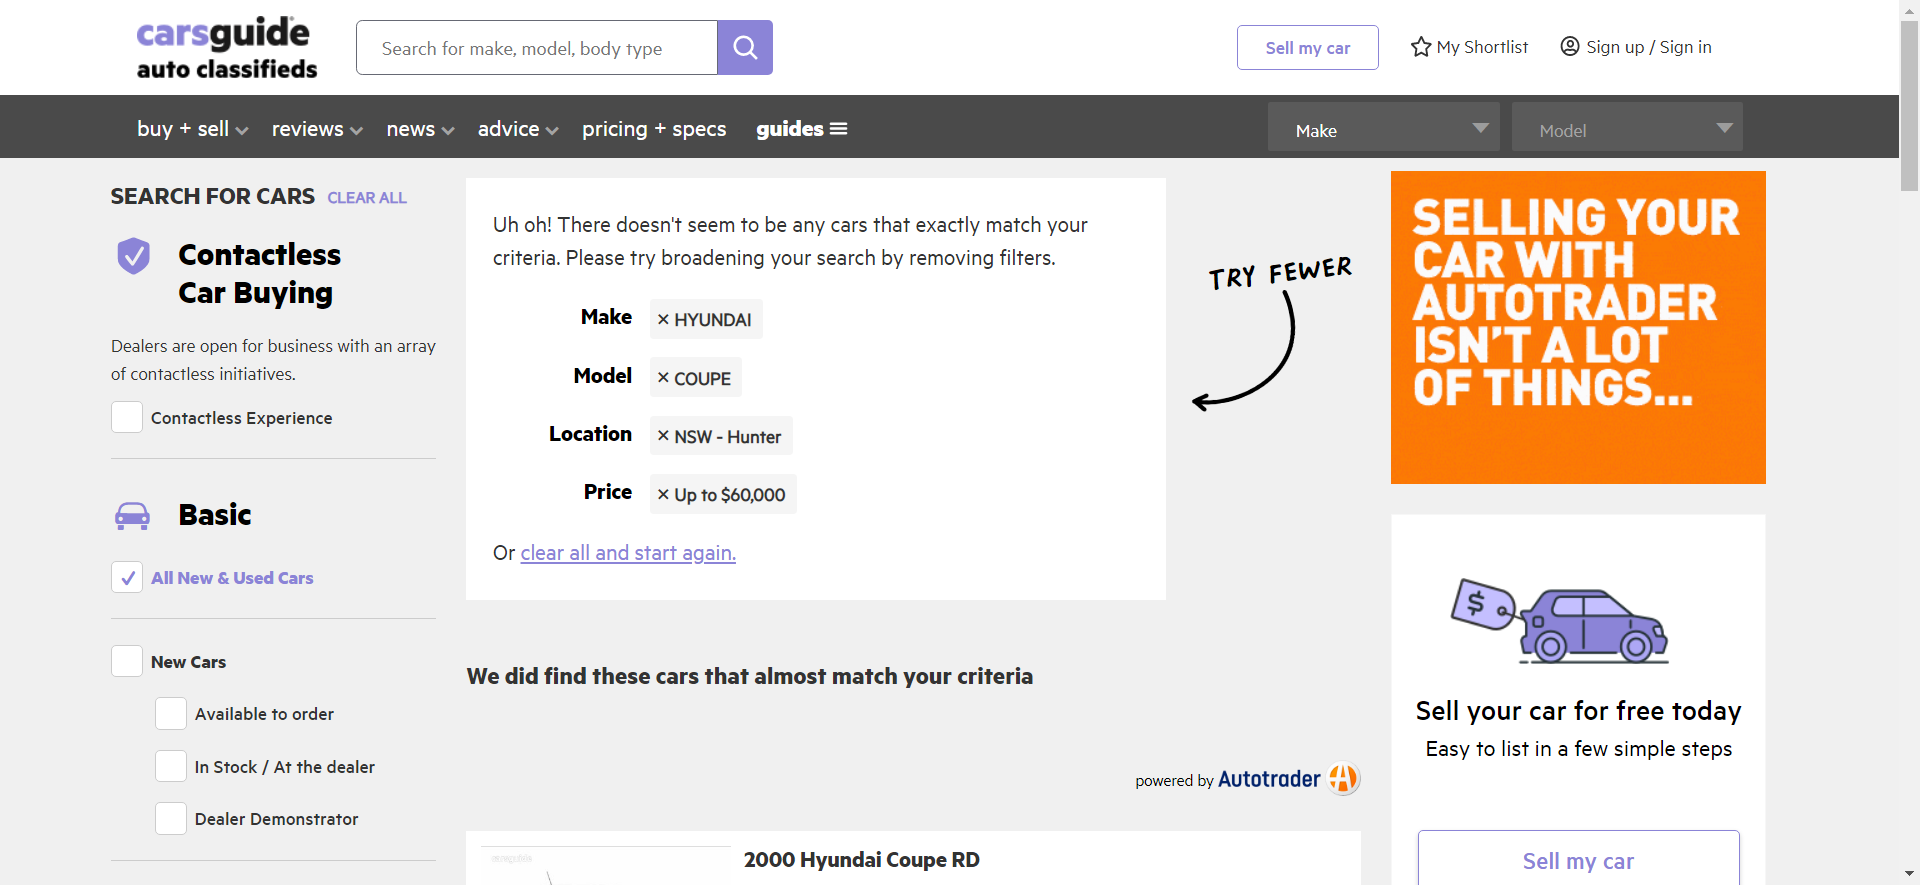 carsguide
auto classifieds
Search for make, model, body type
Sell my car
My Shortlist
Sign up / Sign in
buy + sell
reviews
news
advice
pricing + specs
guides
Make
Model
SEARCH FOR CARS CLEAR ALL
Contactless
Car Buying
Dealers are open for business with an array
of contactless initiatives.
Contactless Experience
Basic
All New & Used Cars
New Cars
Available to order
In Stock / At the dealer
Dealer Demonstrator
Uh oh! There doesn't seem to be any cars that exactly match your
criteria. Please try broadening your search by removing filters.
Make × HYUNDAI
Model × COUPE
Location × NSW - Hunter
Price × Up to $60,000
Or clear all and start again.
TRY FEWER
We did find these cars that almost match your criteria
powered by Autotrader
carsguide
2000 Hyundai Coupe RD
SELLING YOUR
CAR WITH
AUTOTRADER
ISN'T A LOT
OF THINGS...
$
Sell your car for free today
Easy to list in a few simple steps
Sell my car